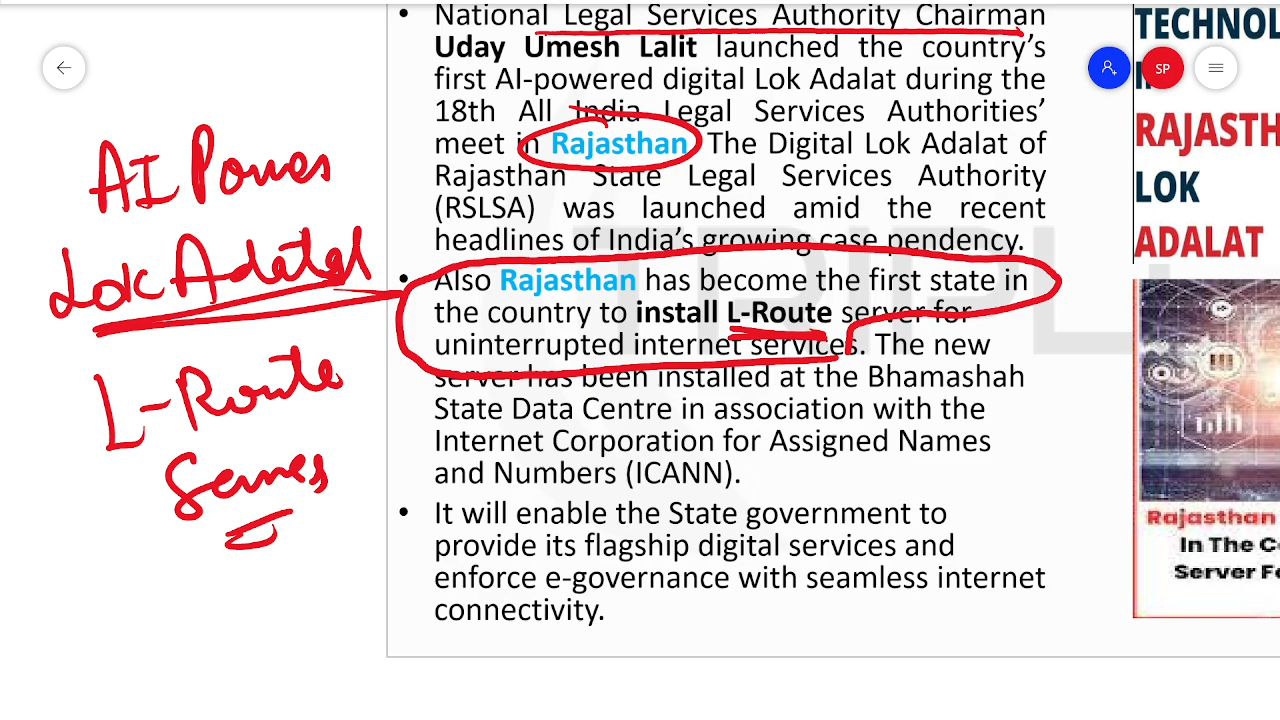 National Legal Services Authority Chairman
Uday Umesh Lalit launched the country’s
first AI-powered digital Lok Adalat during the
18th All India Legal Services Authorities’
meet in Rajasthan The Digital Lok Adalat of
Rajasthan State Legal Services Authority
(RSLSA) was launched amid the recent
headlines of India’s growing case pendency.
• Also Rajasthan has become the first state in
the country to install L-Route server for
uninterrupted internet services. The new
server has been installed at the Bhamashah
State Data Centre in association with the
Internet Corporation for Assigned Names
and Numbers (ICANN).
• It will enable the State government to
provide its flagship digital services and
enforce e-governance with seamless internet
connectivity.
AI Power
Lok Adalat
L-Route
SP
TECHNOL
RAJASTH
LOK
ADALAT
Rajasthan
In The C
Server F